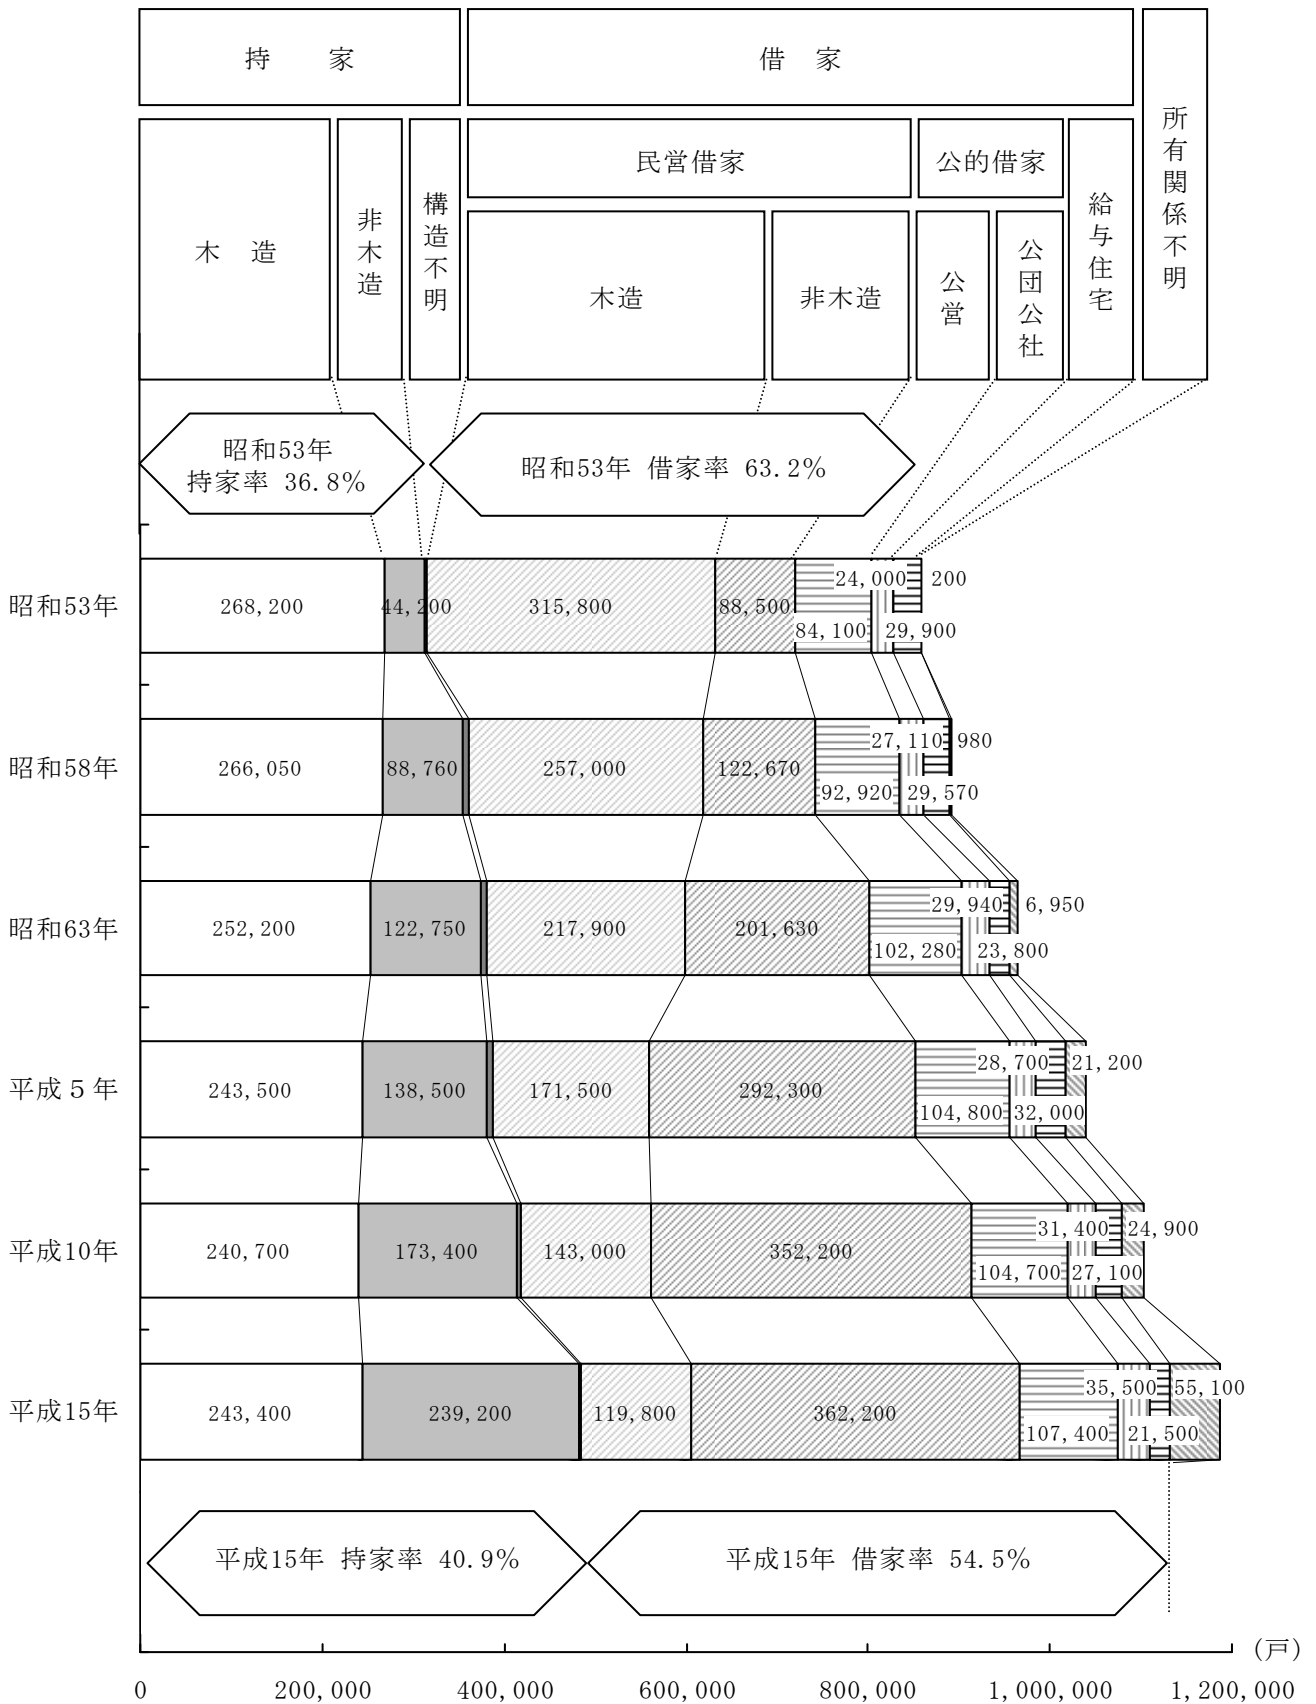 持　　家
借　家
所有関係不明
木　造
非木造
構造不明
民営借家
公的借家
給与住宅
木造
非木造
公営
公団公社
昭和53年
持家率 36.8％
昭和53年 借家率 63.2％
昭和53年
268,200
44,200
315,800
88,500
84,100
24,000
29,900
200
昭和58年
266,050
88,760
257,000
122,670
92,920
27,110
29,570
980
昭和63年
252,200
122,750
217,900
201,630
102,280
29,940
23,800
6,950
平成５年
243,500
138,500
171,500
292,300
104,800
28,700
32,000
21,200
平成10年
240,700
173,400
143,000
352,200
104,700
31,400
27,100
24,900
平成15年
243,400
239,200
119,800
362,200
107,400
35,500
21,500
55,100
平成15年 持家率 40.9％
平成15年 借家率 54.5％
（戸）
0
200,000
400,000
600,000
800,000
1,000,000
1,200,000